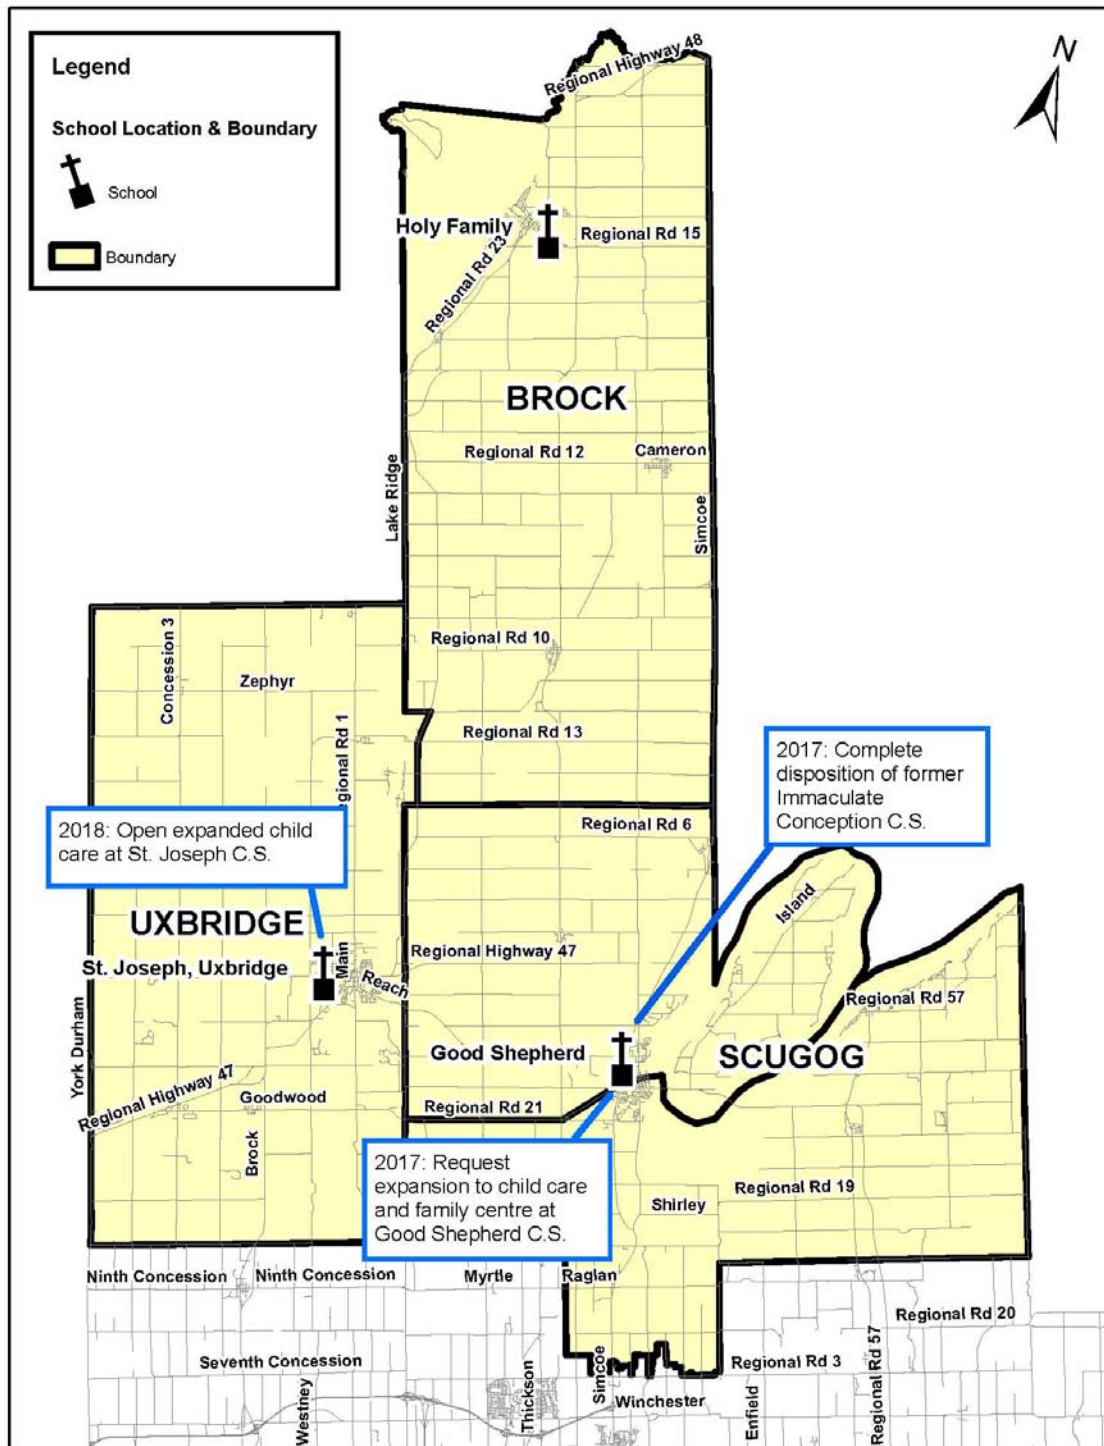 Legend
School Location & Boundary
School
Boundary
N
Regional Highway 48
Holy Family
Regional Rd 15
Regional Rd 23
BROCK
Regional Rd 12
Cameron
Lake Ridge
Simcoe
Regional Rd 10
Concession 3
Zephyr
Regional Rd 13
egional Rd 1
2017: Complete
disposition of former
Immaculate
Conception C.S.
2018: Open expanded child
care at St. Joseph C.S.
Regional Rd 6
Island
UXBRIDGE
Regional Highway 47
St. Joseph, Uxbridge
Main
Reach
Regional Rd 57
York Durham
Good Shepherd
SCUGOG
Regional Highway 47
Goodwood
Regional Rd 21
Brock
2017: Request
expansion to child care
and family centre at
Good Shepherd C.S.
Regional Rd 19
Shirley
Ninth Concession
Ninth Concession
Myrtle
Raglan
Regional Rd 20
Seventh Concession
Regional Rd 3
Simcoe
Winchester
Westney
Thickson
Enfield
Regional Rd 57